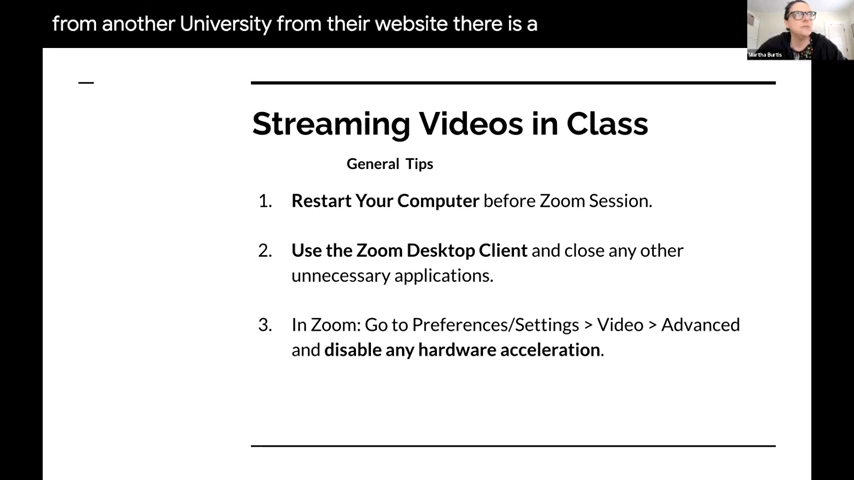 from another University from their website there is a
Martha Burtis
Streaming Videos in Class
General Tips
1. Restart Your Computer before Zoom Session.
2. Use the Zoom Desktop Client and close any other
unnecessary applications.
3. In Zoom: Go to Preferences/Settings > Video > Advanced
and disable any hardware acceleration.